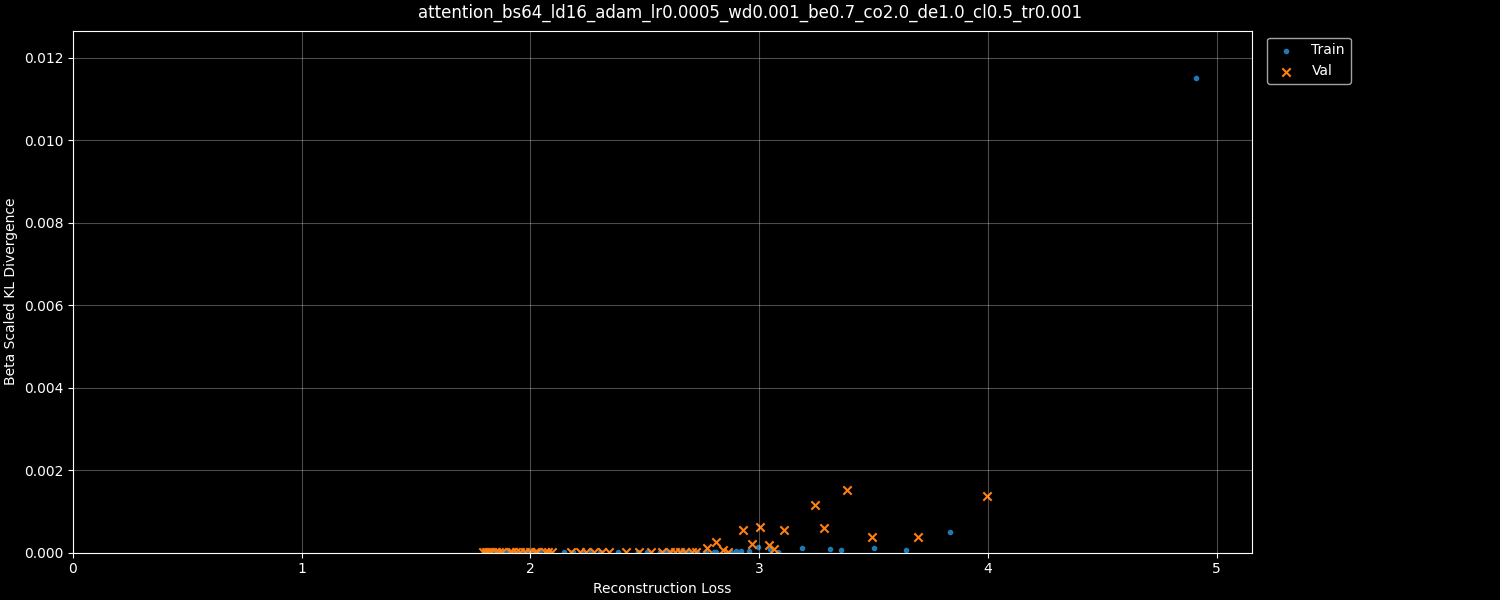 attention_bs64_ld16_adam_lr0.0005_wd0.001_be0.7_co2.0_de1.0_cl0.5_tr0.001
Train
Val
Beta Scaled KL Divergence
0.012
0.010
0.008
0.006
0.004
0.002
0.000
0 1 2 3 4 5
Reconstruction Loss